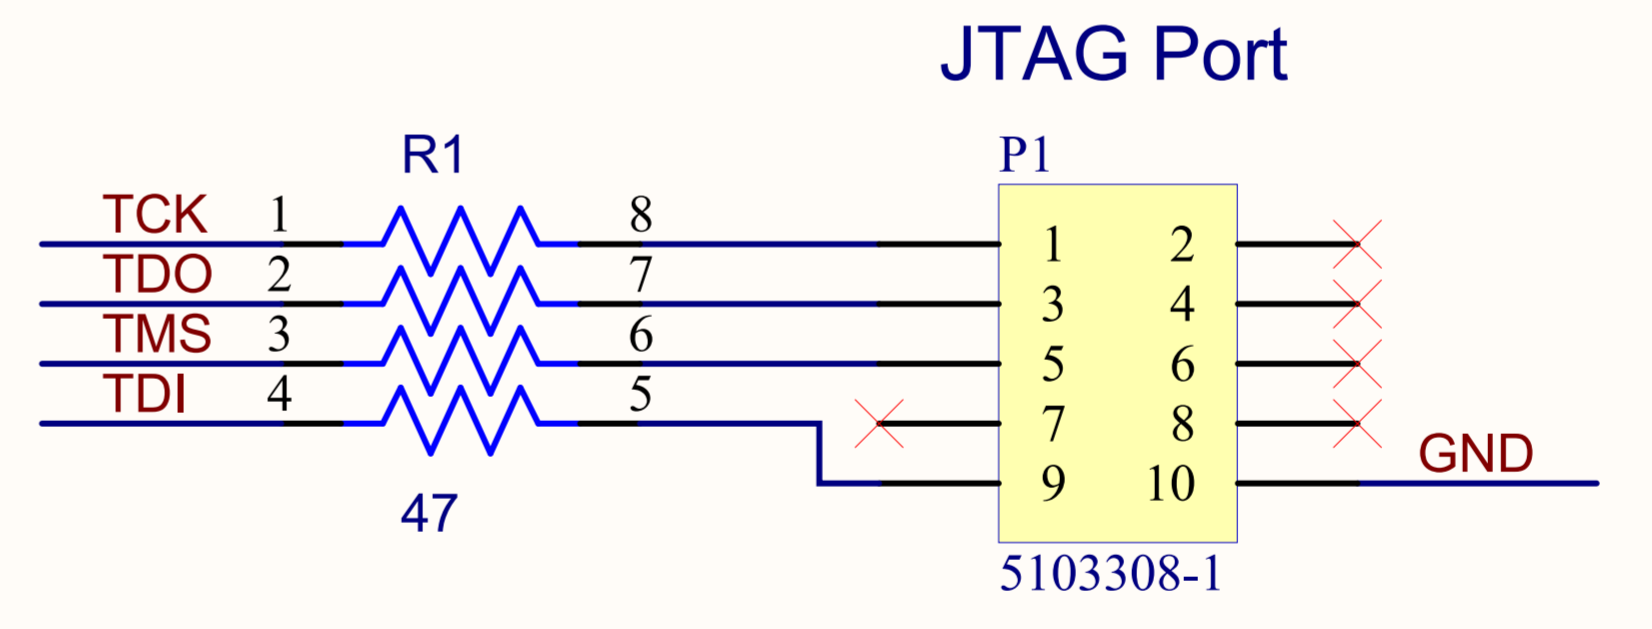 JTAG Port
R1
P1
TCK 1 8 1 2
TDO 2 7 3 4
TMS 3 6 5 6
TDI 4 5 7 8
GND
9 10
47
5103308-1